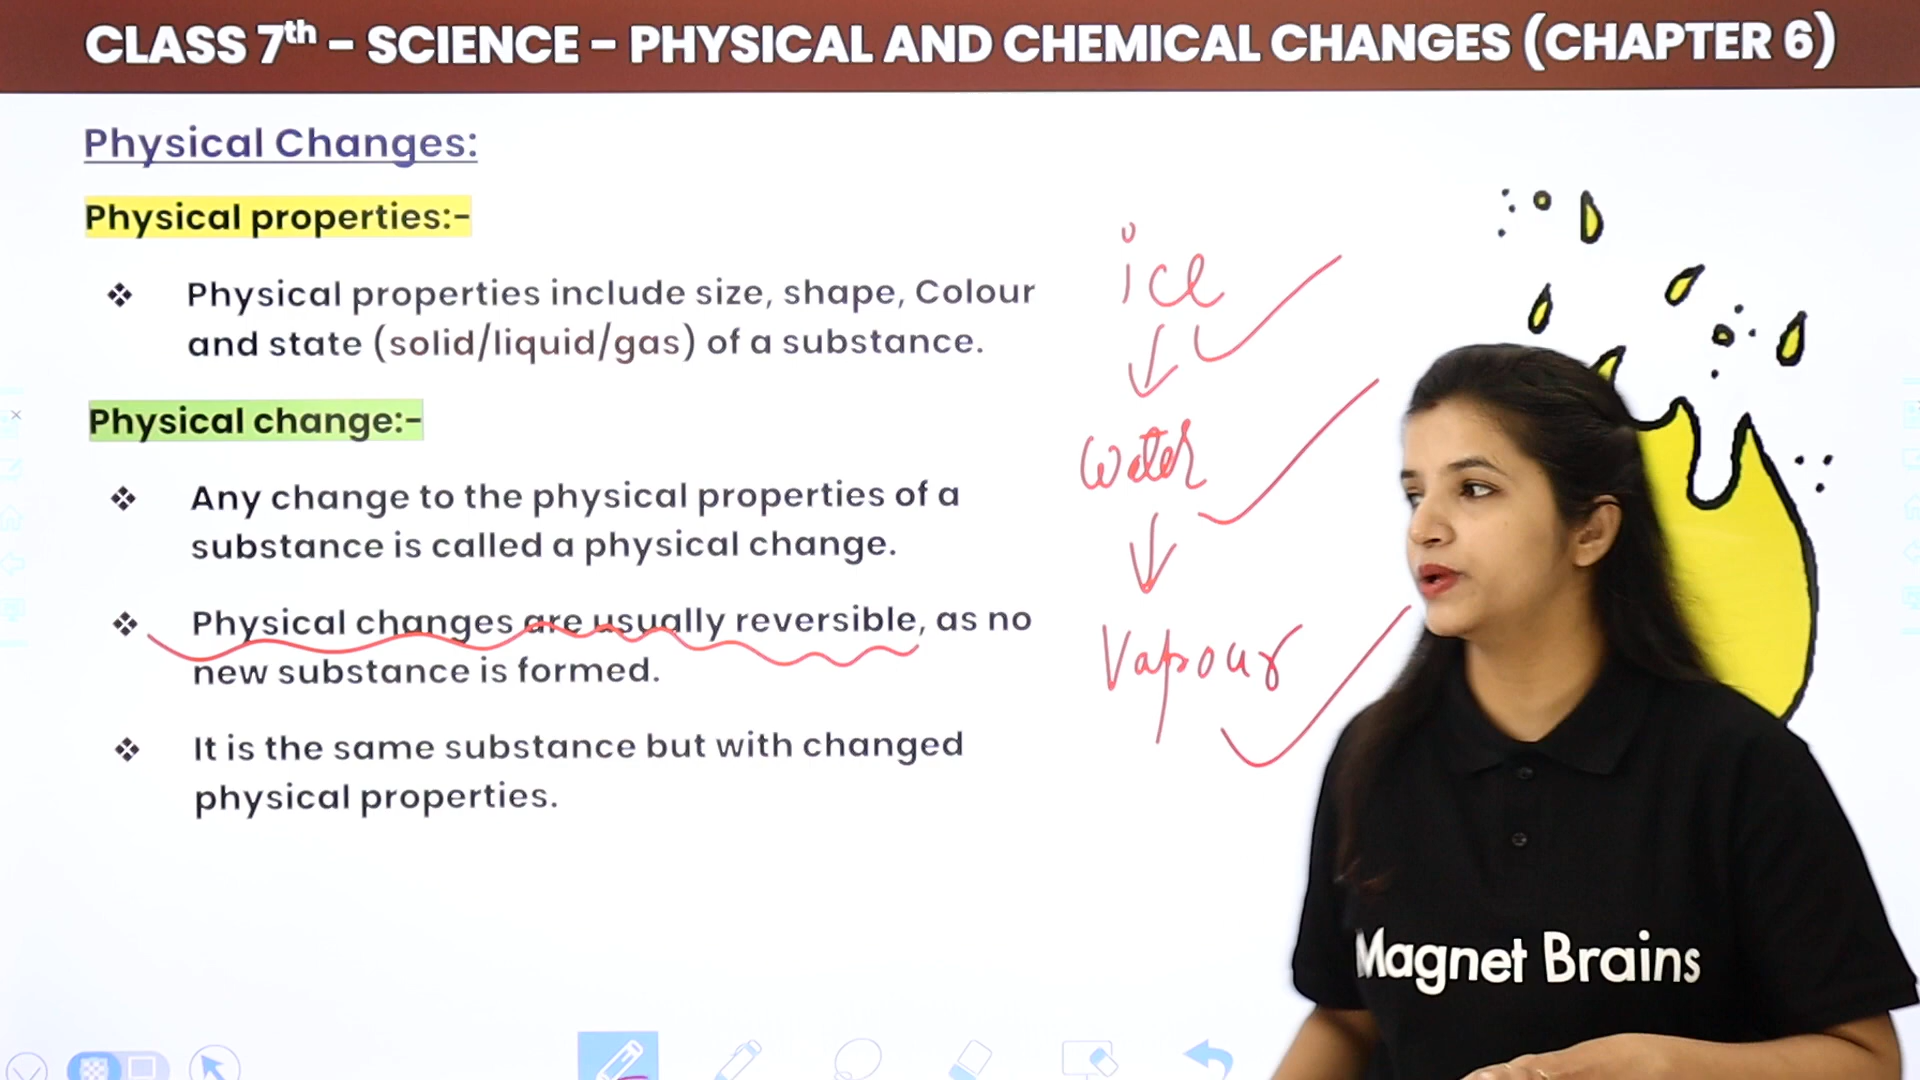 CLASS 7th – SCIENCE – PHYSICAL AND CHEMICAL CHANGES (CHAPTER 6)
Physical Changes:
Physical properties:-
❖ Physical properties include size, shape, Colour
and state (solid/liquid/gas) of a substance.
Physical change:-
❖ Any change to the physical properties of a
substance is called a physical change.
❖ Physical changes are usually reversible, as no
new substance is formed.
❖ It is the same substance but with changed
physical properties.
ice
water
Vapour
Magnet Brains